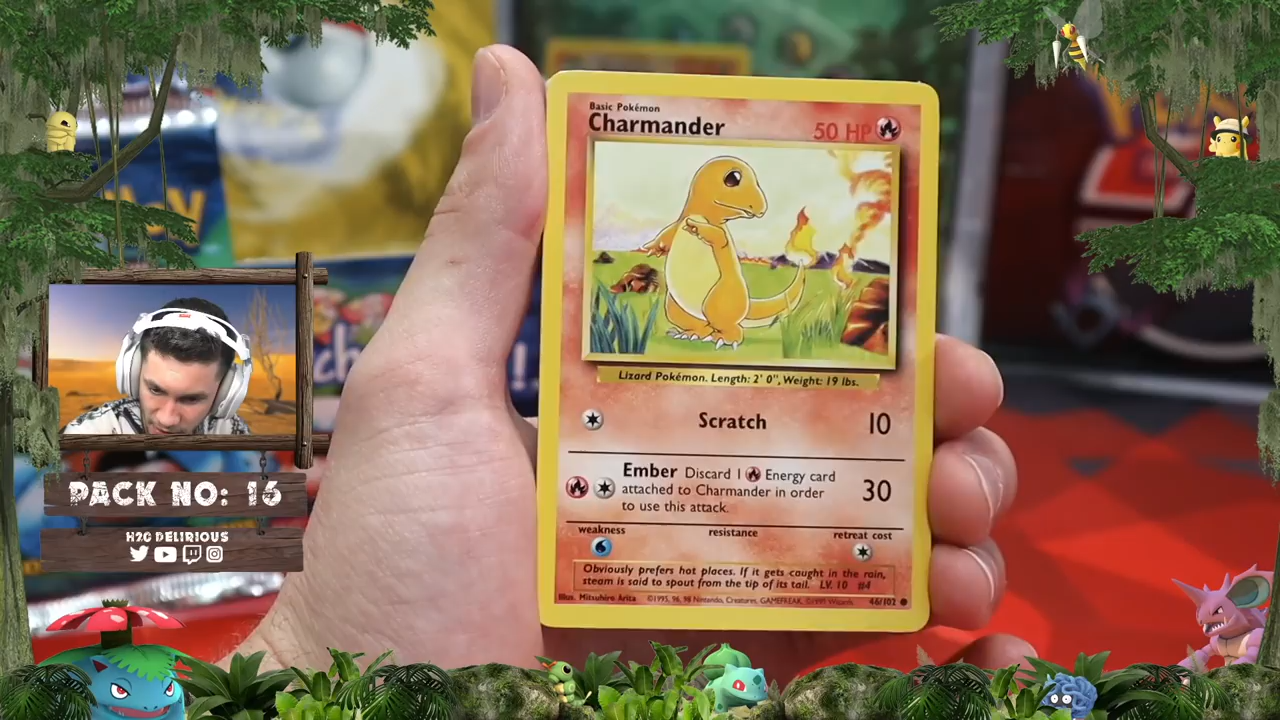 Basic Pokémon
Charmander
50 HP
Lizard Pokémon. Length: 2' 0", Weight: 19 lbs.
Scratch 10
Ember Discard 1 Energy card
attached to Charmander in order
to use this attack.
30
weakness resistance retreat cost
Obviously prefers hot places. If it gets caught in the rain,
steam is said to spout from the tip of its tail. LV. 10 #4
Illus. Mitsuhiro Arita ©1995, 96, 98 Nintendo, Creatures, GAMEFREAK. ©1999 Wizards. 46/102
PACK NO: 16
H2O DELIRIOUS